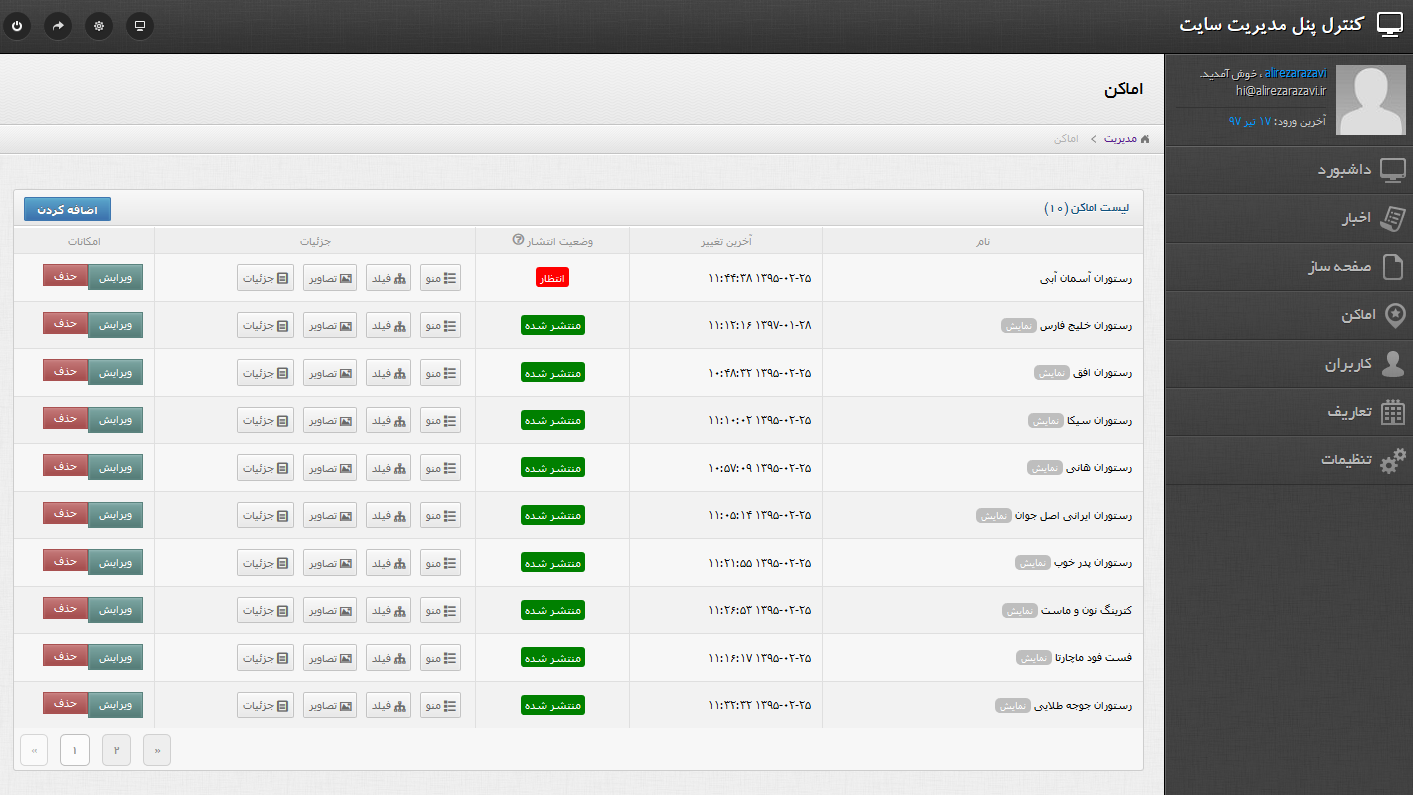 کنترل پنل مدیریت سایت
alirezarazavi ، خوش آمدید.
hi@alirezarazavi.ir
آخرین ورود: ۱۷ تیر ۹۷
داشبورد
اخبار
صفحه ساز
اماکن
کاربران
تعاریف
تنظیمات
اماکن
مدیریت > اماکن
لیست اماکن (۱۰) اضافه کردن
نام آخرین تغییر وضعیت انتشار جزئیات امکانات
رستوران آسمان آبی ۱۳۹۵-۰۲-۲۵ ۱۱:۴۴:۳۸ انتظار منو فیلد تصاویر جزئیات ویرایش حذف
رستوران خلیج فارس نمایش ۱۳۹۷-۰۱-۲۸ ۱۱:۱۲:۱۶ منتشر شده منو فیلد تصاویر جزئیات ویرایش حذف
رستوران افق نمایش ۱۳۹۵-۰۲-۲۵ ۱۰:۴۸:۳۲ منتشر شده منو فیلد تصاویر جزئیات ویرایش حذف
رستوران سیکا نمایش ۱۳۹۵-۰۲-۲۵ ۱۱:۱۰:۰۲ منتشر شده منو فیلد تصاویر جزئیات ویرایش حذف
رستوران هانی نمایش ۱۳۹۵-۰۲-۲۵ ۱۰:۵۷:۰۹ منتشر شده منو فیلد تصاویر جزئیات ویرایش حذف
رستوران ایرانی اصل جوان نمایش ۱۳۹۵-۰۲-۲۵ ۱۱:۰۵:۱۴ منتشر شده منو فیلد تصاویر جزئیات ویرایش حذف
رستوران پدر خوب نمایش ۱۳۹۵-۰۲-۲۵ ۱۱:۲۱:۵۵ منتشر شده منو فیلد تصاویر جزئیات ویرایش حذف
کترینگ نون و ماست نمایش ۱۳۹۵-۰۲-۲۵ ۱۱:۲۶:۵۳ منتشر شده منو فیلد تصاویر جزئیات ویرایش حذف
فست فود ماچارتا نمایش ۱۳۹۵-۰۲-۲۵ ۱۱:۱۶:۱۷ منتشر شده منو فیلد تصاویر جزئیات ویرایش حذف
رستوران جوجه طلایی نمایش ۱۳۹۵-۰۲-۲۵ ۱۱:۳۲:۳۲ منتشر شده منو فیلد تصاویر جزئیات ویرایش حذف
« ۱ ۲ »